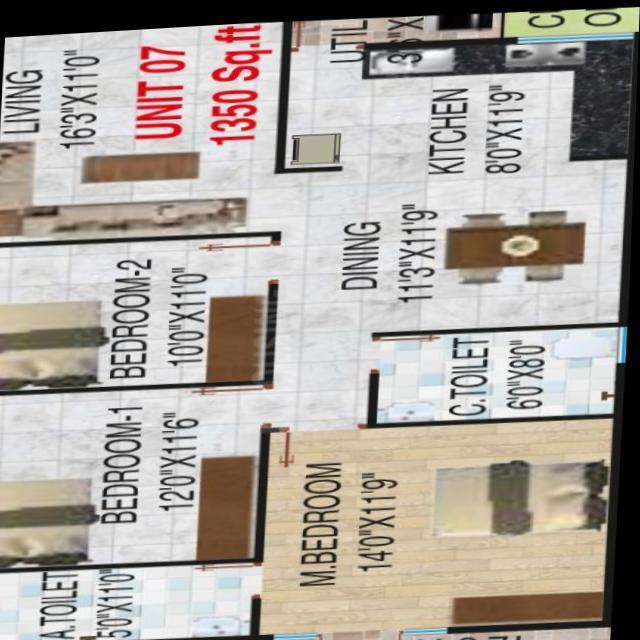 LIVING
16'3"X11'0"
UNIT 07
1350 Sq.ft
KITCHEN
8'0"X11'9"
DINING
11'3"X11'9"
BEDROOM-2
10'0"X11'0"
C.TOILET
6'0"X8'0"
BEDROOM-1
12'0"X11'6"
M.BEDROOM
14'0"X11'9"
A.TOILET
5'0"X11'0"